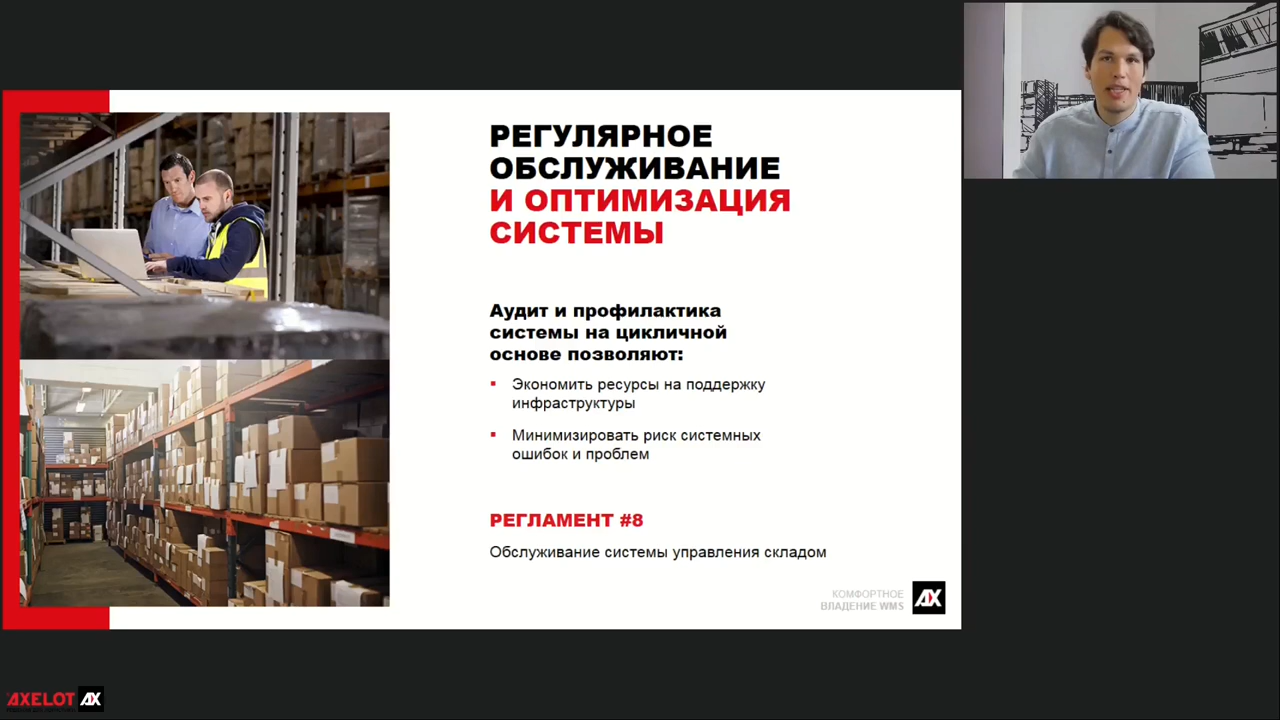 РЕГУЛЯРНОЕ
ОБСЛУЖИВАНИЕ
И ОПТИМИЗАЦИЯ
СИСТЕМЫ
Аудит и профилактика
системы на цикличной
основе позволяют:
Экономить ресурсы на поддержку
инфраструктуры
Минимизировать риск системных
ошибок и проблем
РЕГЛАМЕНТ #8
Обслуживание системы управления складом
КОМФОРТНОЕ
ВЛАДЕНИЕ WMS
AX
AXELOT
AX